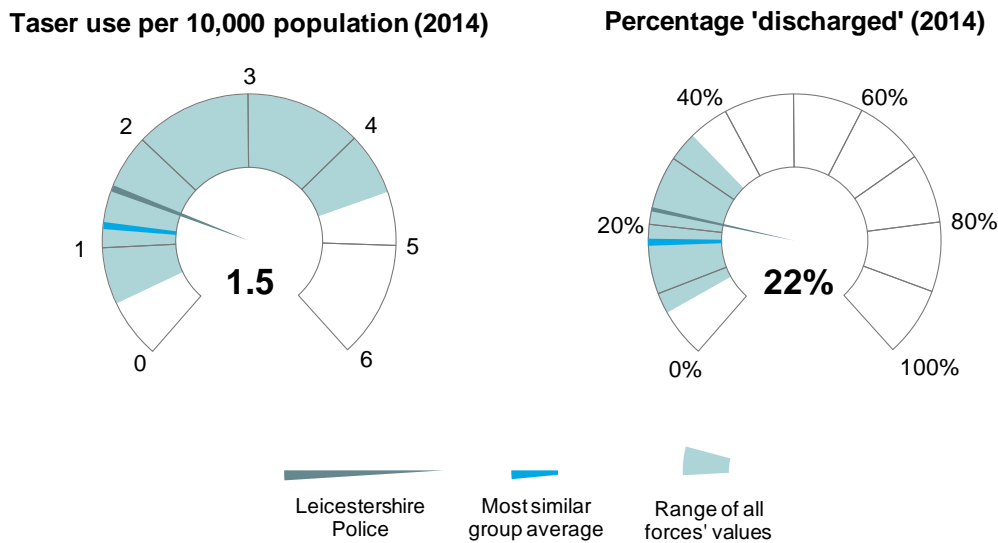 Taser use per 10,000 population (2014)
0
1
2
3
4
5
6
1.5
Percentage 'discharged' (2014)
0%
20%
40%
60%
80%
100%
22%
Leicestershire
Police
Most similar
group average
Range of all
forces' values